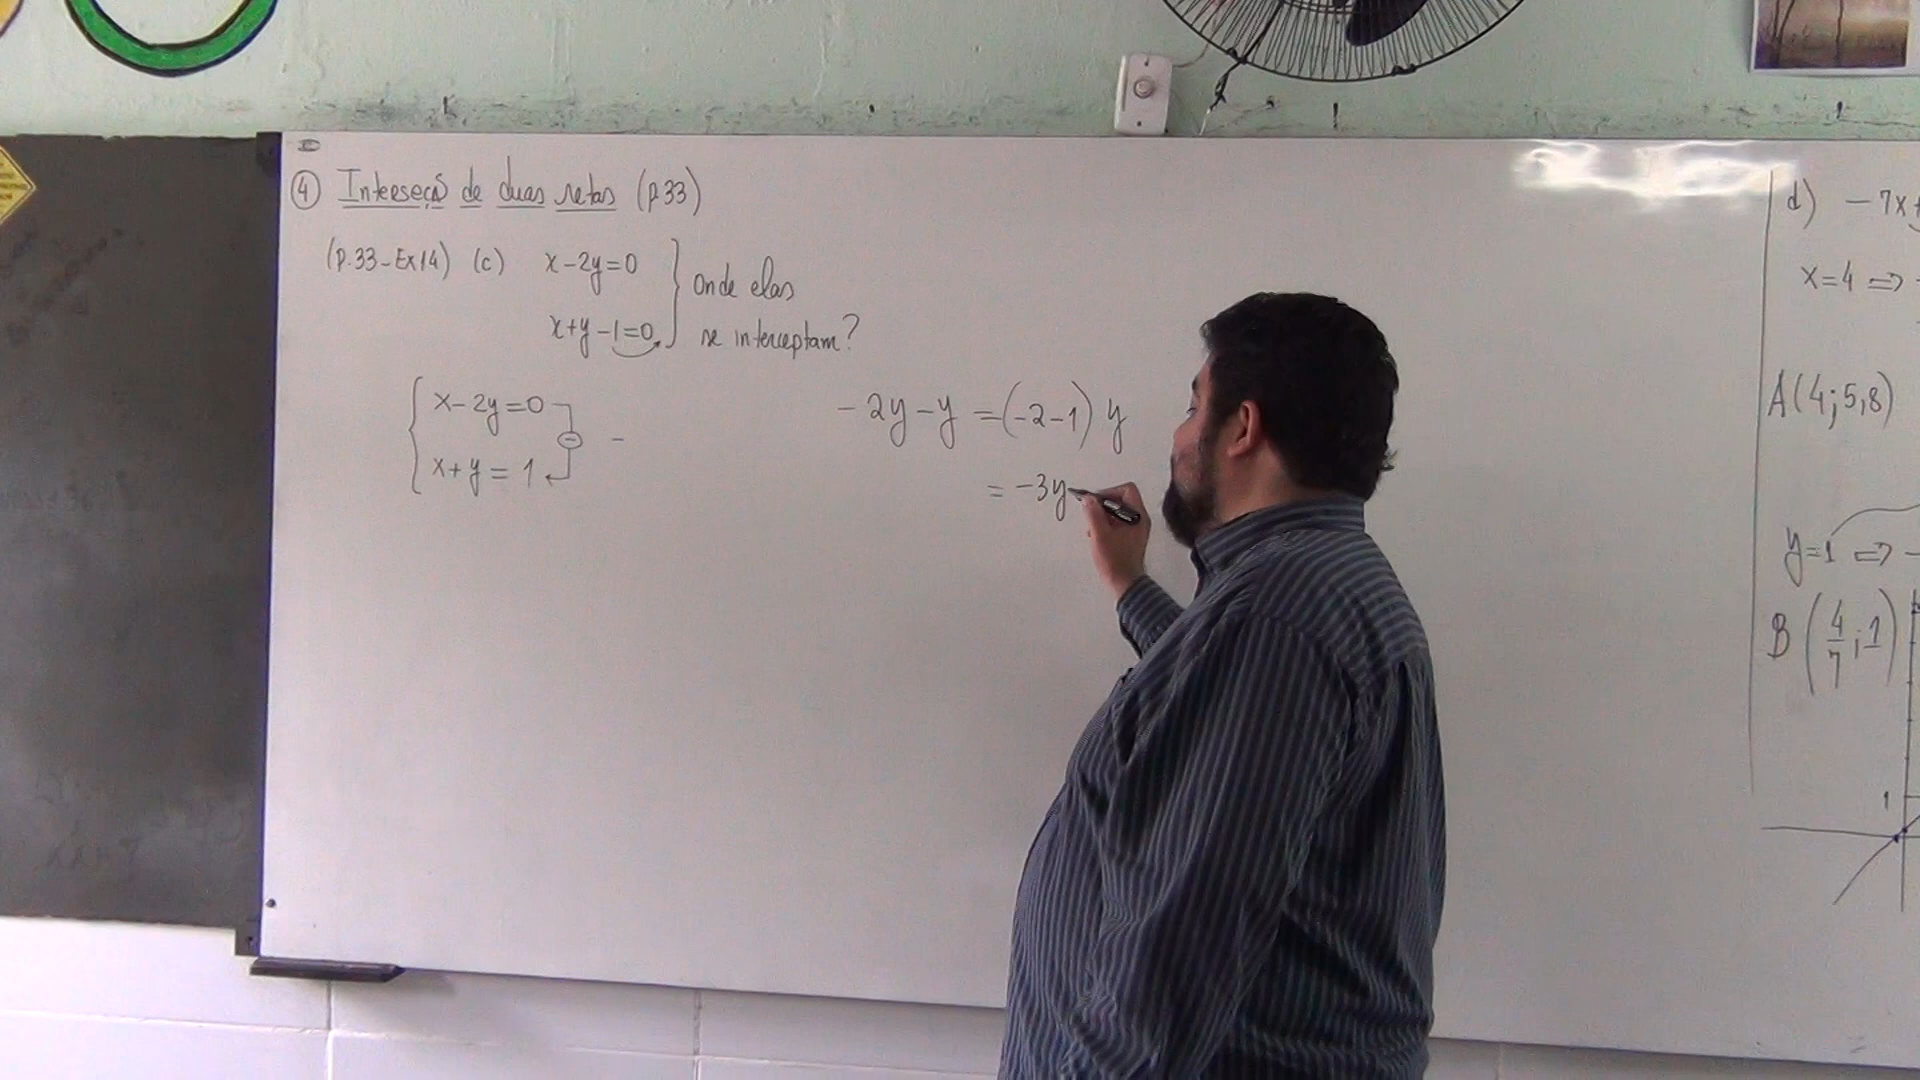 ④ Interseçã de duas retas (p.33)
(p.33-Ex14) (c) x-2y=0
x+y-1=0
onde elas
se interceptam?
x-2y=0
x+y=1
-
-2y-y=(-2-1)y
=-3y
d) -7x+
x=4 ⇒
A(4;5,8)
y=1 ⇒ -
B(4/7;1)
1